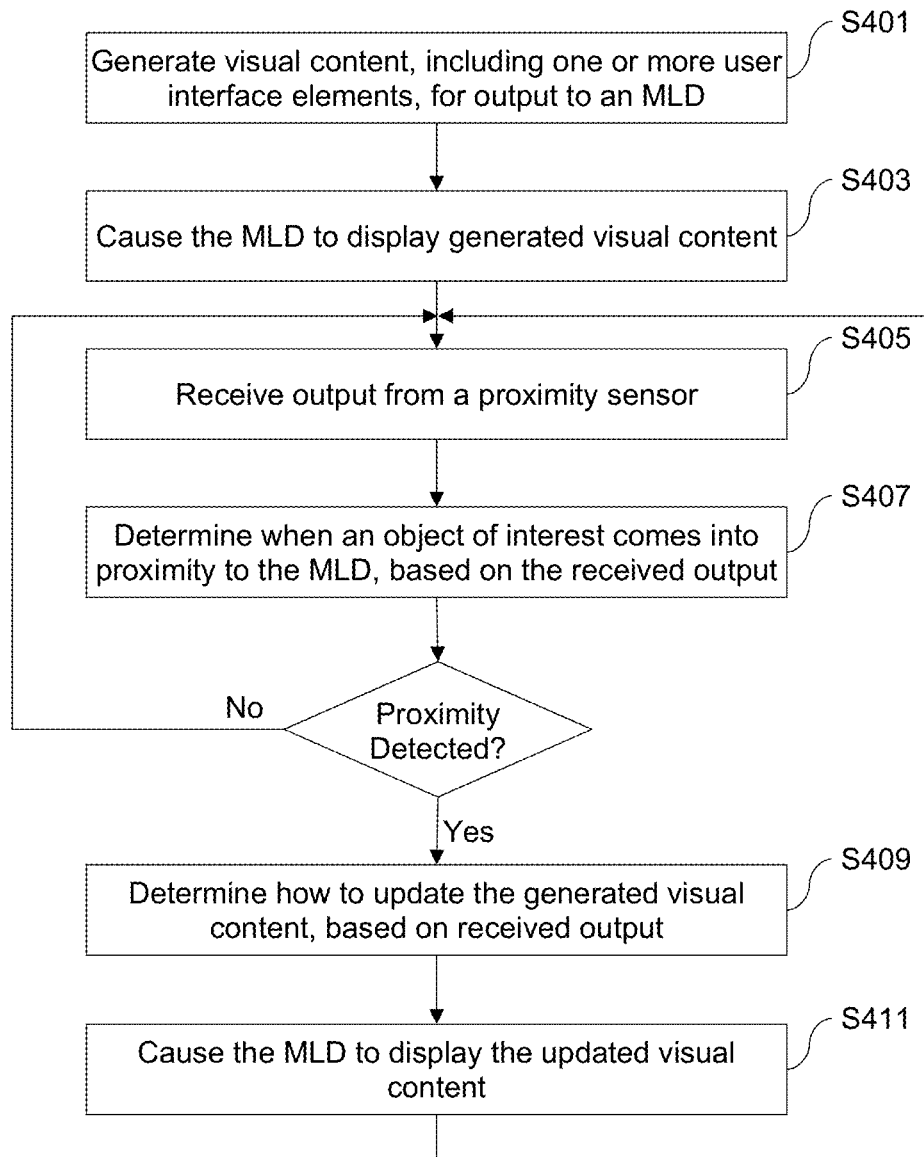 S401
Generate visual content, including one or more user
interface elements, for output to an MLD
S403
Cause the MLD to display generated visual content
S405
Receive output from a proximity sensor
S407
Determine when an object of interest comes into
proximity to the MLD, based on the received output
No
Proximity
Detected?
Yes
S409
Determine how to update the generated visual
content, based on received output
S411
Cause the MLD to display the updated visual
content